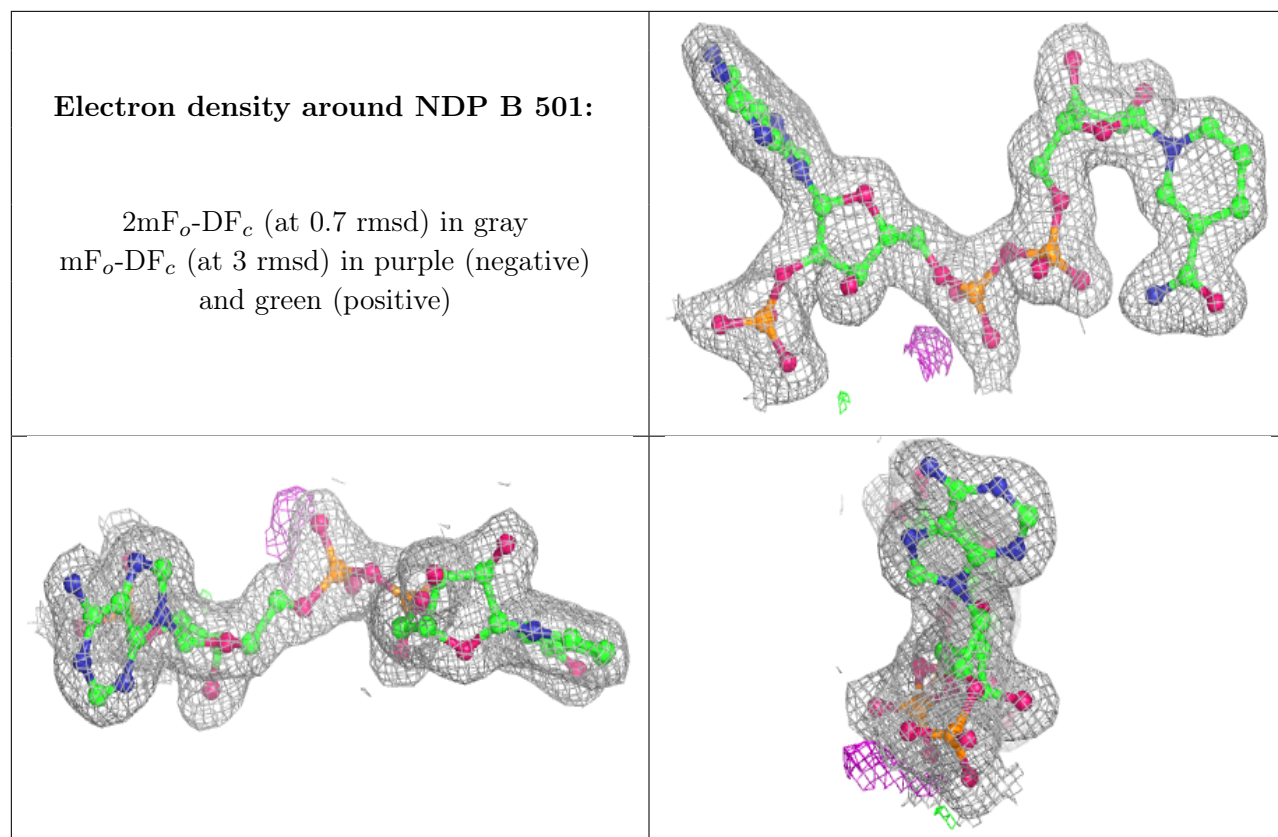 Electron density around NDP B 501:
2mFo-DFc (at 0.7 rmsd) in gray
mFo-DFc (at 3 rmsd) in purple (negative)
and green (positive)